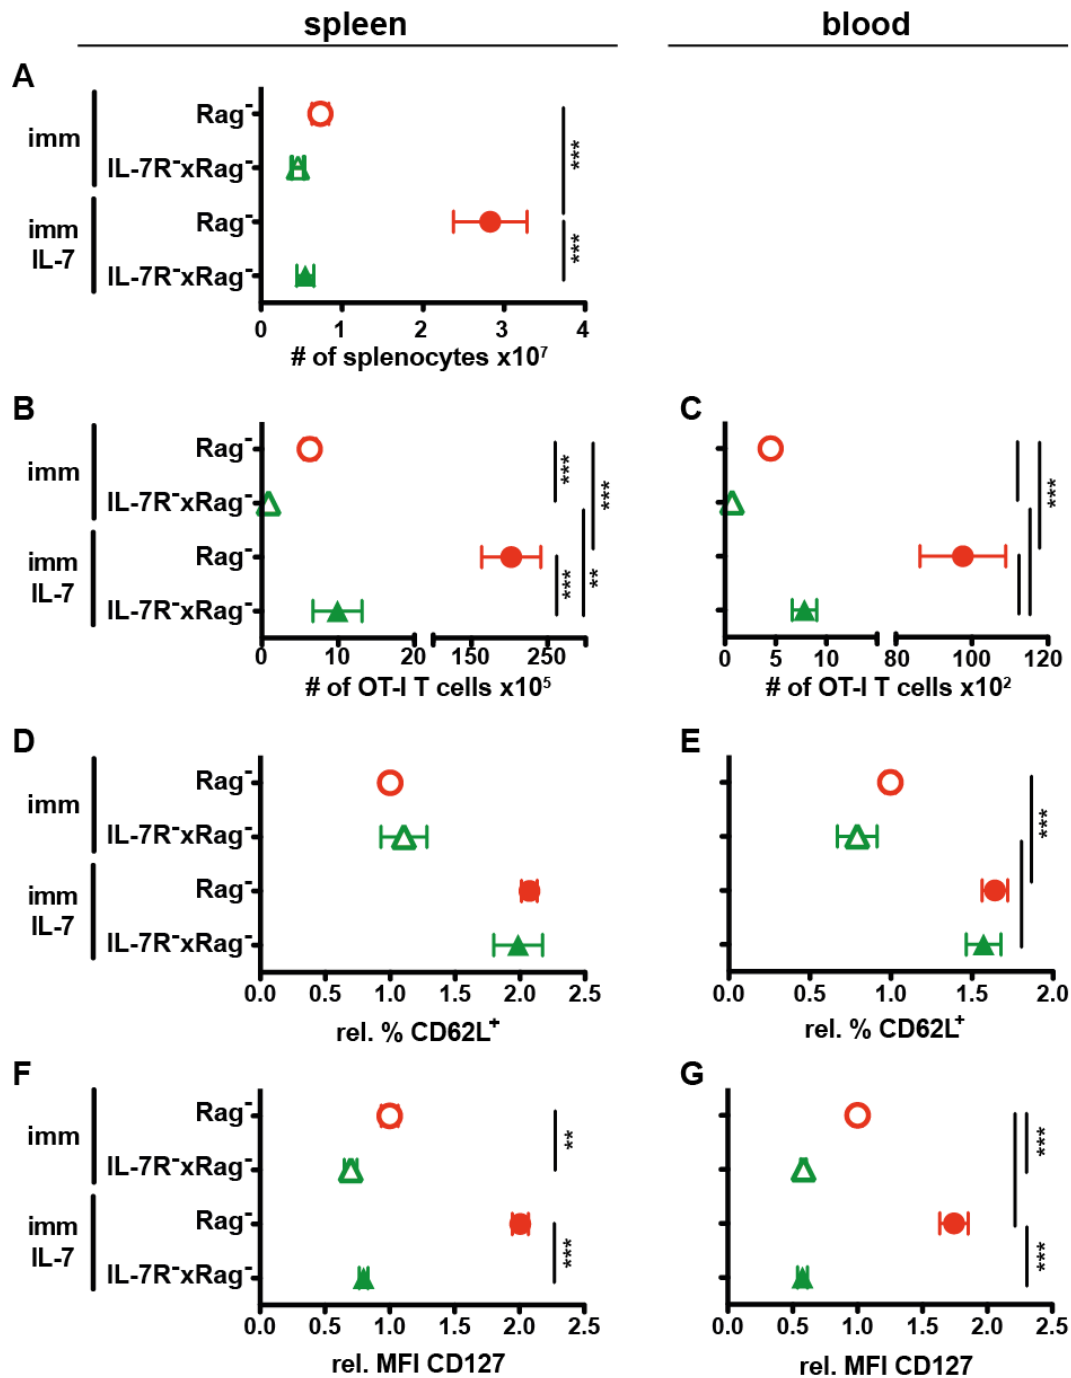 spleen blood
A
imm
Rag⁻
IL-7R⁻xRag⁻
***
imm
IL-7
Rag⁻
IL-7R⁻xRag⁻
***
0 1 2 3 4
# of splenocytes x10⁷
B
imm
Rag⁻
IL-7R⁻xRag⁻
*** ***
imm
IL-7
Rag⁻
IL-7R⁻xRag⁻
*** **
0 10 20 150 250
# of OT-I T cells x10⁵
C
***
0 5 10 80 100 120
# of OT-I T cells x10²
D
imm
Rag⁻
IL-7R⁻xRag⁻
imm
IL-7
Rag⁻
IL-7R⁻xRag⁻
0.0 0.5 1.0 1.5 2.0 2.5
rel. % CD62L⁺
E
***
0.0 0.5 1.0 1.5 2.0
rel. % CD62L⁺
F
imm
Rag⁻
IL-7R⁻xRag⁻
**
imm
IL-7
Rag⁻
IL-7R⁻xRag⁻
***
0.0 0.5 1.0 1.5 2.0 2.5
rel. MFI CD127
G
***
***
0.0 0.5 1.0 1.5 2.0 2.5
rel. MFI CD127